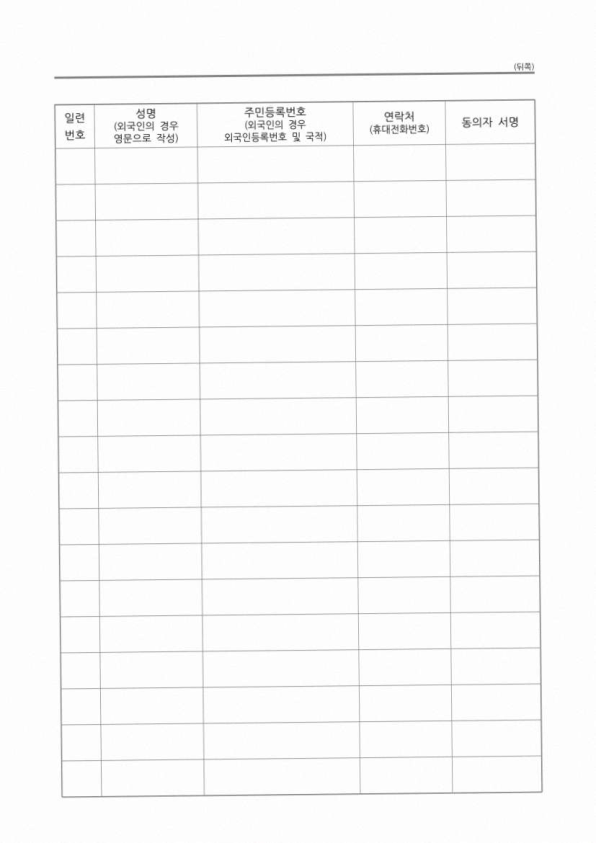 (뒤쪽)
일련
번호
성명
(외국인의 경우
영문으로 작성)
주민등록번호
(외국인의 경우
외국인등록번호 및 국적)
연락처
(휴대전화번호)
동의자 서명